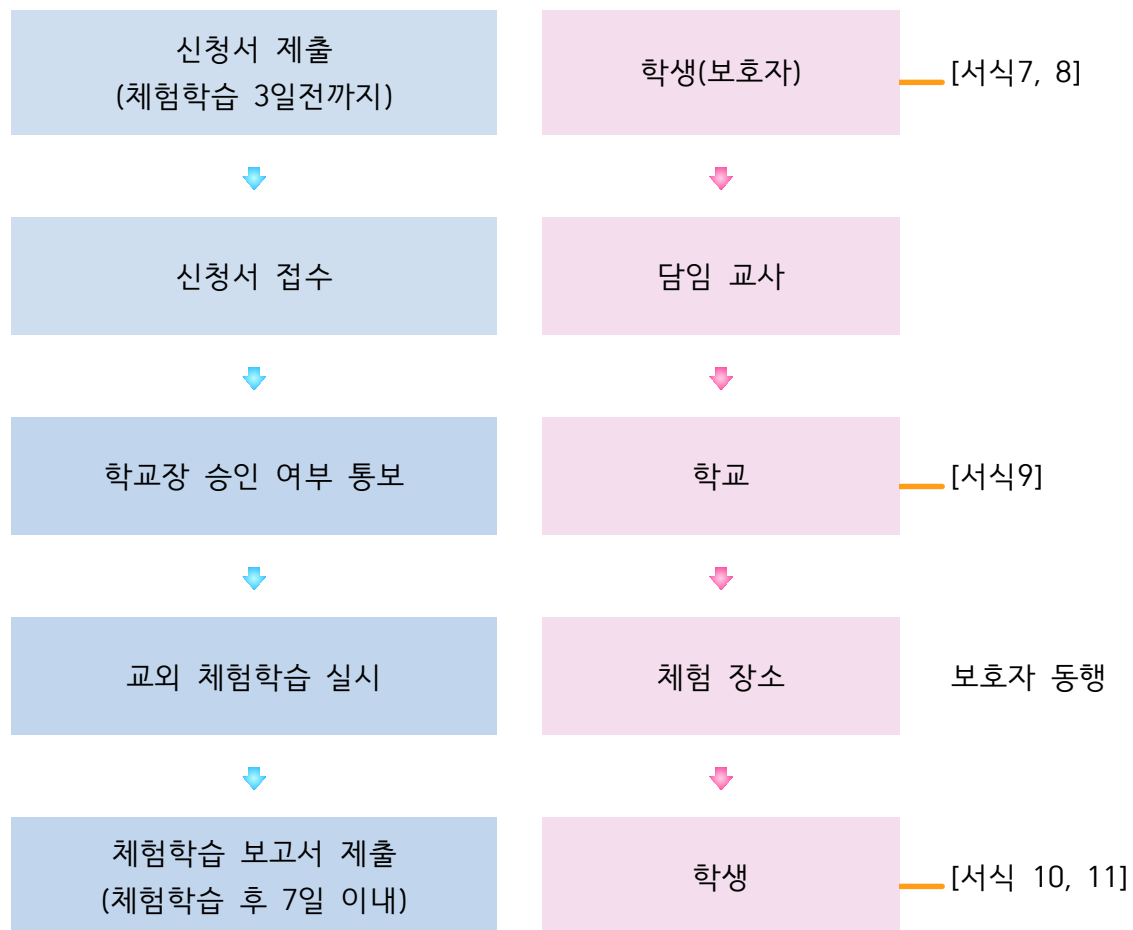 신청서 제출
(체험학습 3일전까지)
학생(보호자)
[서식7, 8]
신청서 접수
담임 교사
학교장 승인 여부 통보
학교
[서식9]
교외 체험학습 실시
체험 장소
보호자 동행
체험학습 보고서 제출
(체험학습 후 7일 이내)
학생
[서식 10, 11]